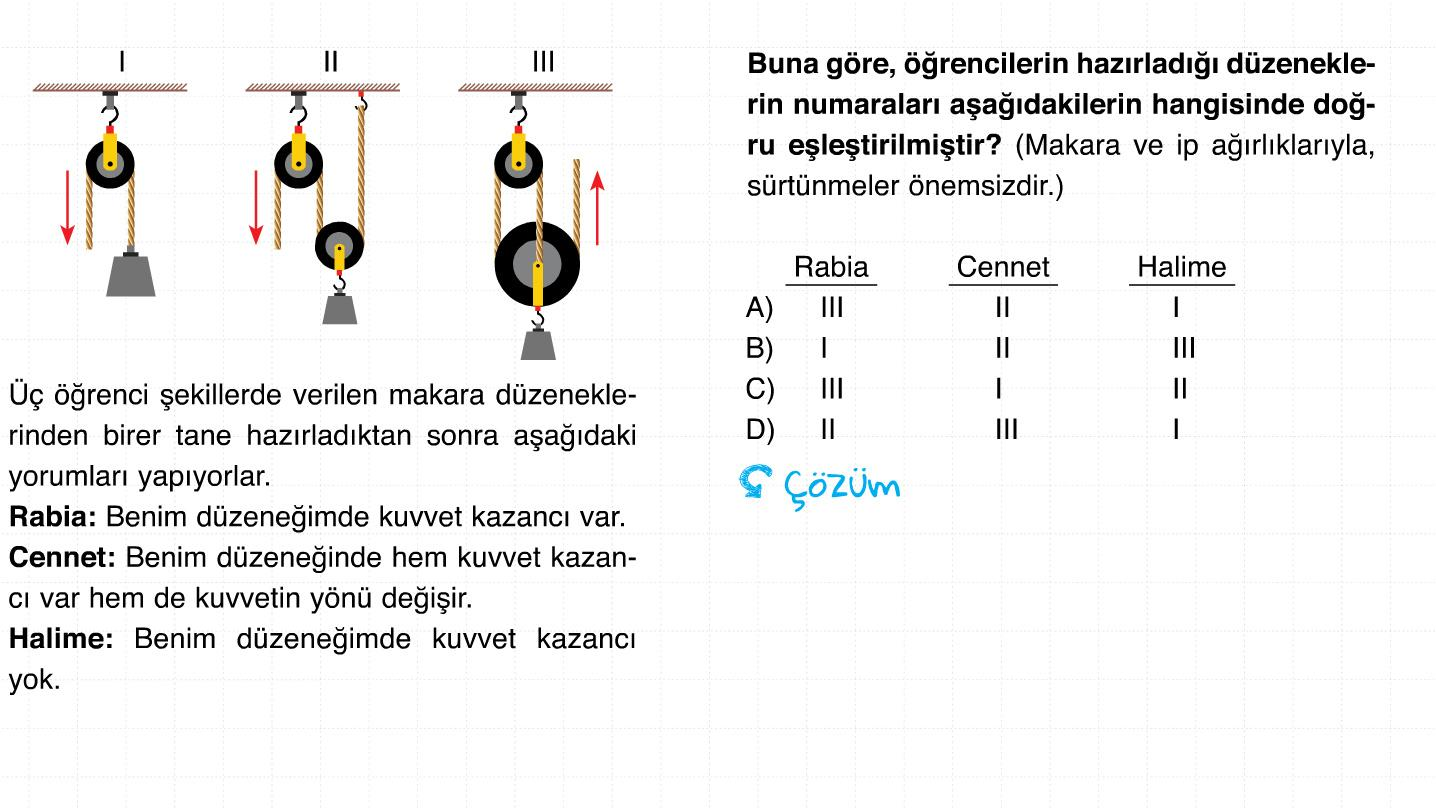 I II III
Üç öğrenci şekillerde verilen makara düzenekle-
rinden birer tane hazırladıktan sonra aşağıdaki
yorumları yapıyorlar.
Rabia: Benim düzeneğimde kuvvet kazancı var.
Cennet: Benim düzeneğinde hem kuvvet kazan-
cı var hem de kuvvetin yönü değişir.
Halime: Benim düzeneğimde kuvvet kazancı
yok.
Buna göre, öğrencilerin hazırladığı düzenekle-
rin numaraları aşağıdakilerin hangisinde doğ-
ru eşleştirilmiştir? (Makara ve ip ağırlıklarıyla,
sürtünmeler önemsizdir.)
Rabia Cennet Halime
A) III II I
B) I II III
C) III I II
D) II III I
Çözüm